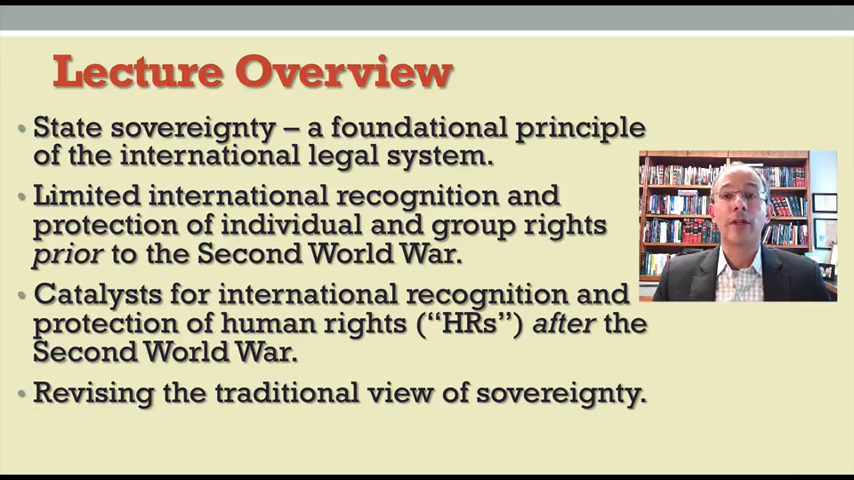 Lecture Overview
• State sovereignty – a foundational principle
of the international legal system.
• Limited international recognition and
protection of individual and group rights
prior to the Second World War.
• Catalysts for international recognition and
protection of human rights (“HRs”) after the
Second World War.
• Revising the traditional view of sovereignty.